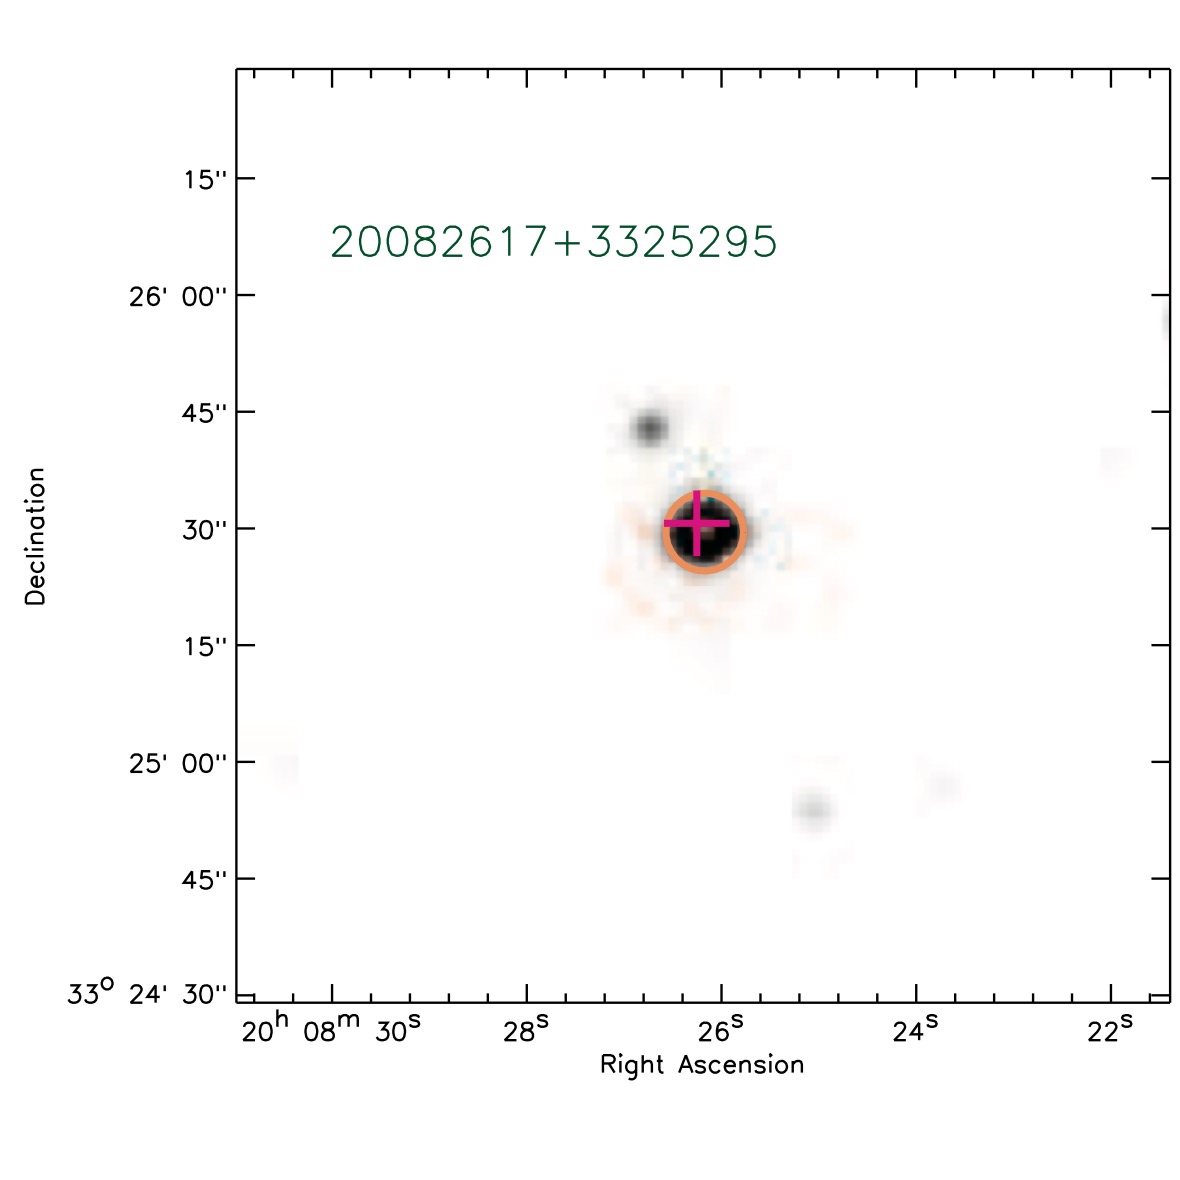 15''
20082617+3325295
26' 00''
45''
30''
15''
25' 00''
45''
33° 24' 30''
20ʰ 08ᵐ 30ˢ 28ˢ 26ˢ 24ˢ 22ˢ
Right Ascension
Declination